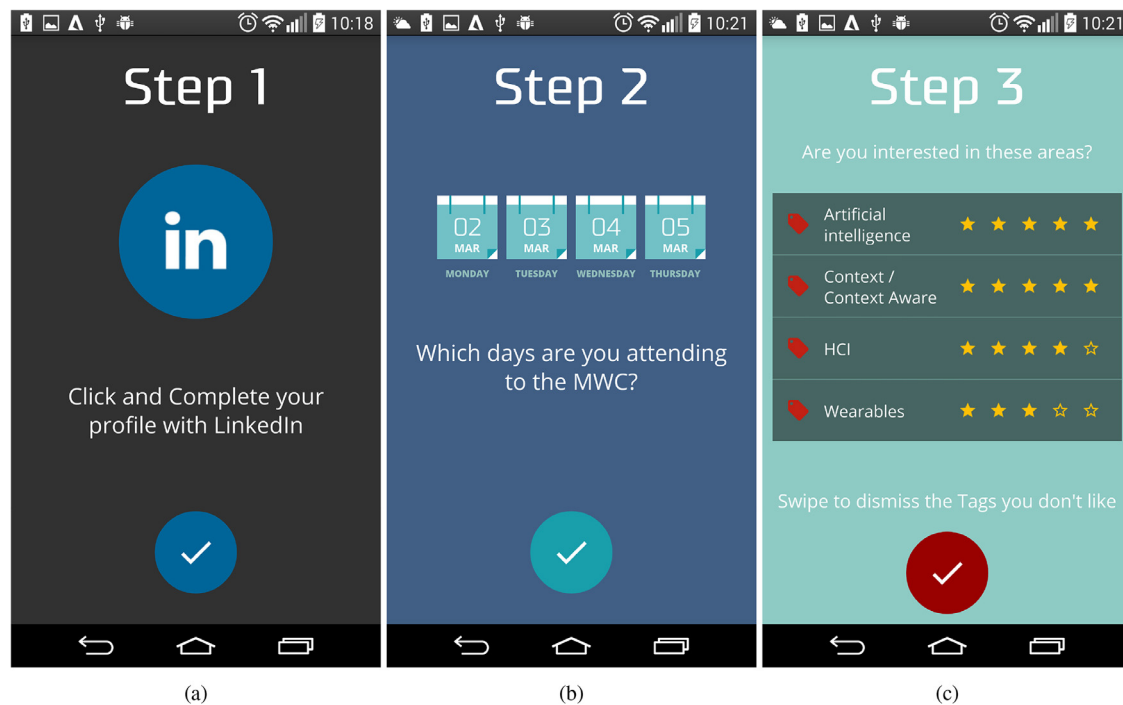 10:18
Step 1
in
Click and Complete your
profile with LinkedIn
(a)
10:21
Step 2
02 03 04 05
MAR MAR MAR MAR
MONDAY TUESDAY WEDNESDAY THURSDAY
Which days are you attending
to the MWC?
(b)
10:21
Step 3
Are you interested in these areas?
Artificial
intelligence
Context /
Context Aware
HCI
Wearables
Swipe to dismiss the Tags you don't like
(c)